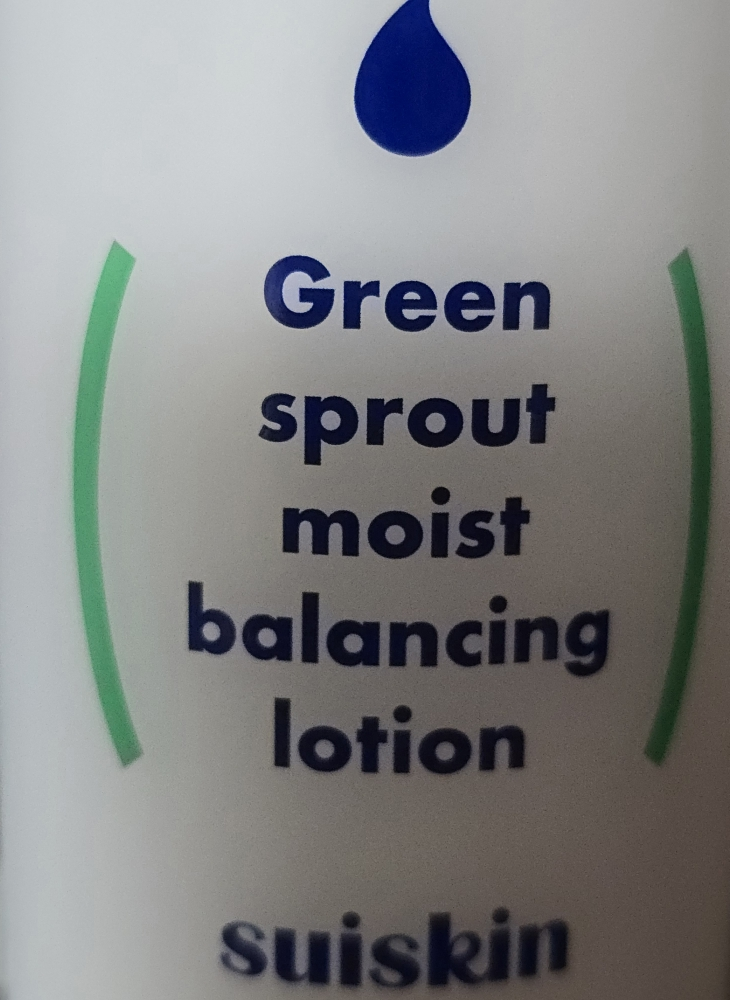 Green
sprout
moist
balancing
lotion
suiskin